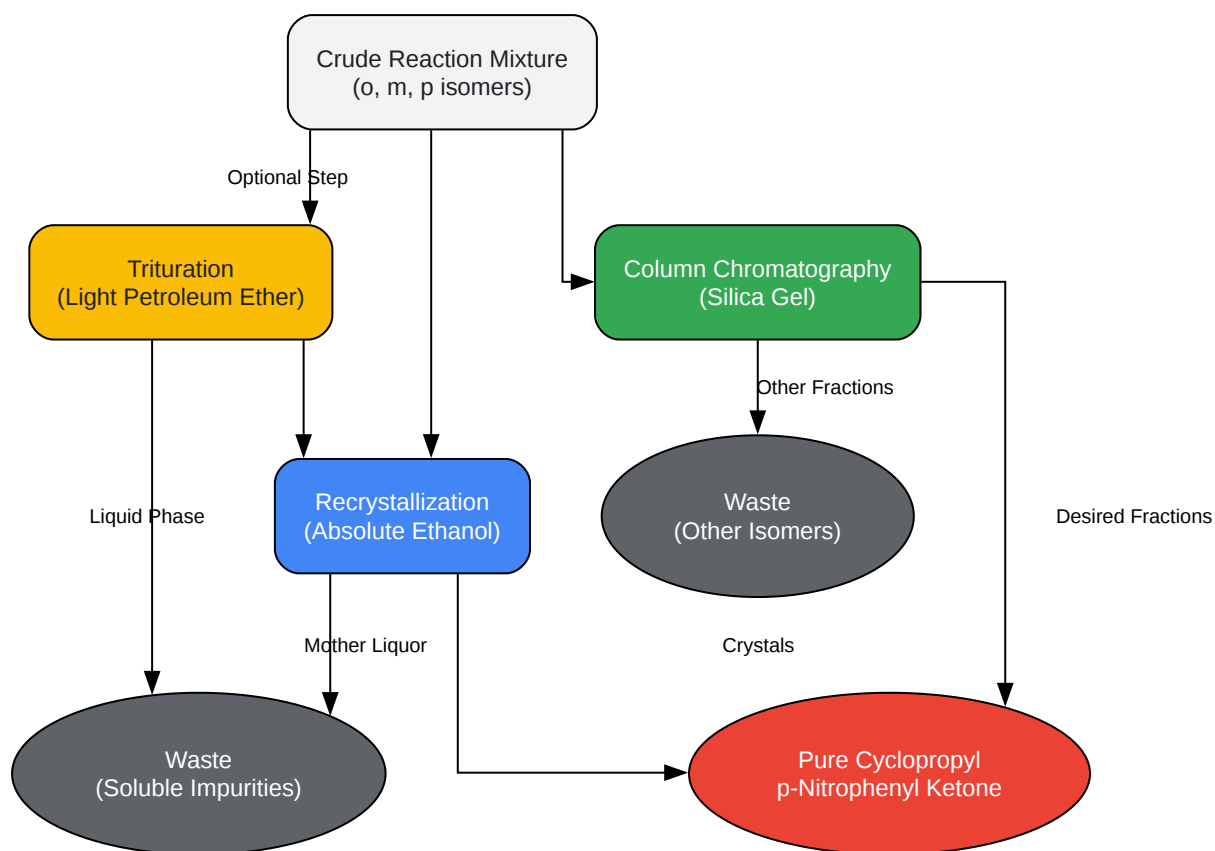 Crude Reaction Mixture
(o, m, p isomers)
Optional Step
Trituration
(Light Petroleum Ether)
Column Chromatography
(Silica Gel)
Other Fractions
Recrystallization
(Absolute Ethanol)
Liquid Phase
Waste
(Other Isomers)
Desired Fractions
Mother Liquor
Crystals
Waste
(Soluble Impurities)
Pure Cyclopropyl
p-Nitrophenyl Ketone